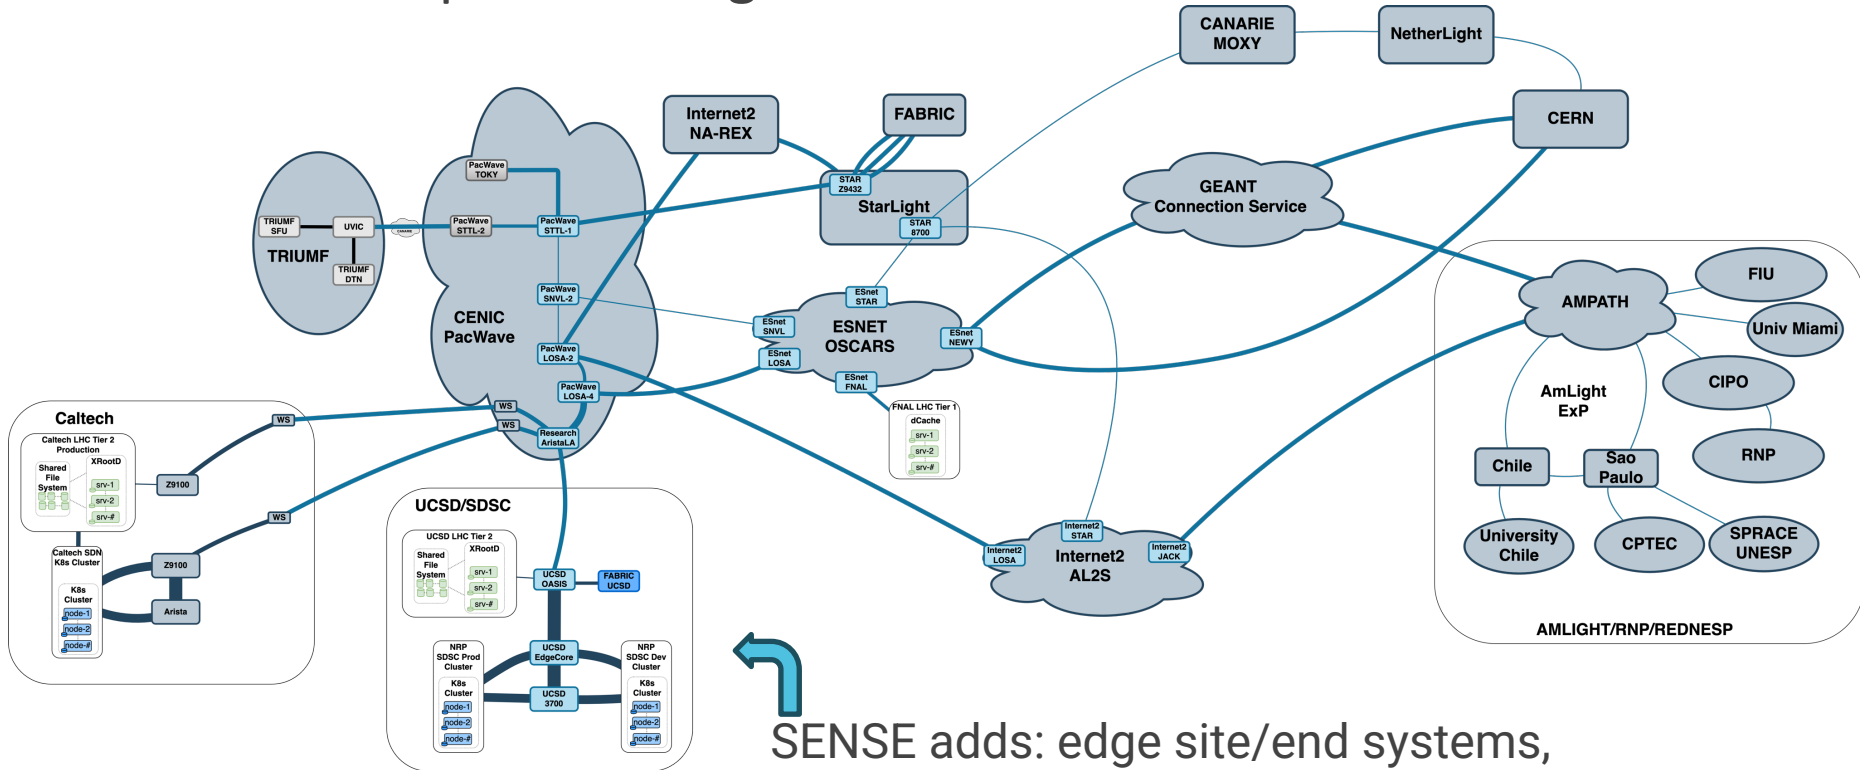 CANARIE
MOXY
NetherLight
Internet2
NA-REX
FABRIC
CERN
PacWave
TOKY
STAR
Z9432
StarLight
STAR
8700
GEANT
Connection Service
TRIUMF
SFU
UVIC
CANARIE
PacWave
STTL-2
PacWave
STTL-1
TRIUMF
TRIUMF
DTN
PacWave
SNVL-2
CENIC
PacWave
ESnet
STAR
ESnet
SNVL
ESNET
OSCARS
ESnet
NEWY
ESnet
LOSA
ESnet
FNAL
PacWave
LOSA-2
PacWave
LOSA-4
WS
WS
Research
AristaLA
FNAL LHC Tier 1
dCache
srv-1
srv-2
srv-#
AMPATH
FIU
Univ Miami
CIPO
RNP
AmLight
ExP
Chile
Sao
Paulo
University
Chile
CPTEC
SPRACE
UNESP
AMLIGHT/RNP/REDNESP
Caltech
Caltech LHC Tier 2
Production
Shared
File
System
XRootD
srv-1
srv-2
srv-#
WS
Z9100
WS
Caltech SDN
K8s Cluster
K8s
Cluster
node-1
node-2
node-#
Z9100
Arista
UCSD/SDSC
UCSD LHC Tier 2
Shared
File
System
XRootD
srv-1
srv-2
srv-#
UCSD
OASIS
FABRIC
UCSD
UCSD
EdgeCore
UCSD
3700
NRP
SDSC Prod
Cluster
K8s
Cluster
node-1
node-2
node-#
NRP
SDSC Dev
Cluster
K8s
Cluster
node-1
node-2
node-#
Internet2
LOSA
Internet2
STAR
Internet2
JACK
Internet2
AL2S
SENSE adds: edge site/end systems,